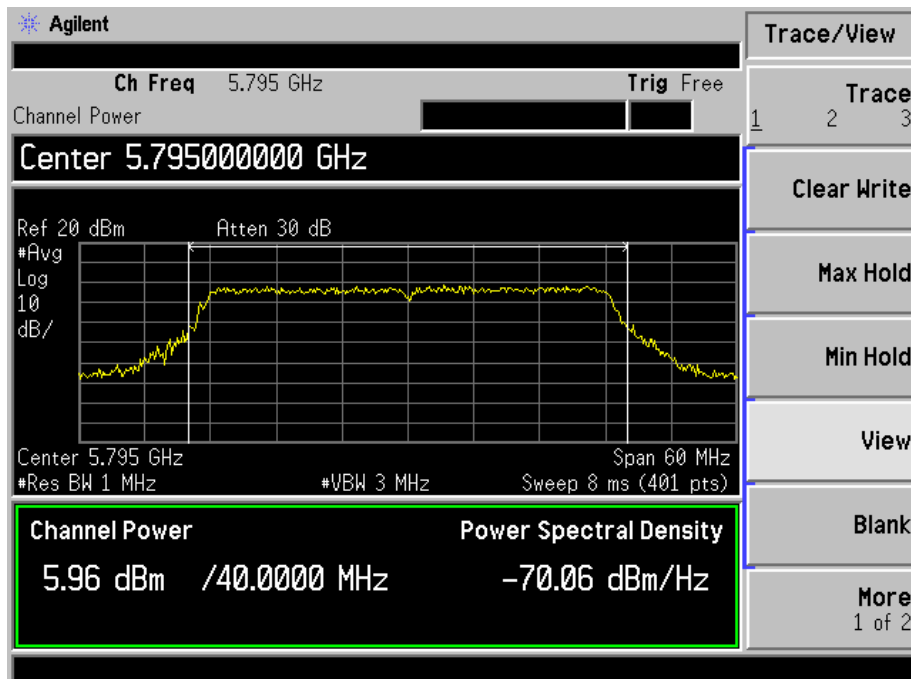 Agilent
Trace/View
Ch Freq 5.795 GHz Trig Free
Channel Power
Trace
1 2 3
Center 5.795000000 GHz
Clear Write
Ref 20 dBm Atten 30 dB
#Avg
Log
10
dB/
Max Hold
Min Hold
View
Center 5.795 GHz Span 60 MHz
#Res BW 1 MHz #VBW 3 MHz Sweep 8 ms (401 pts)
Channel Power Power Spectral Density
5.96 dBm /40.0000 MHz -70.06 dBm/Hz
Blank
More
1 of 2